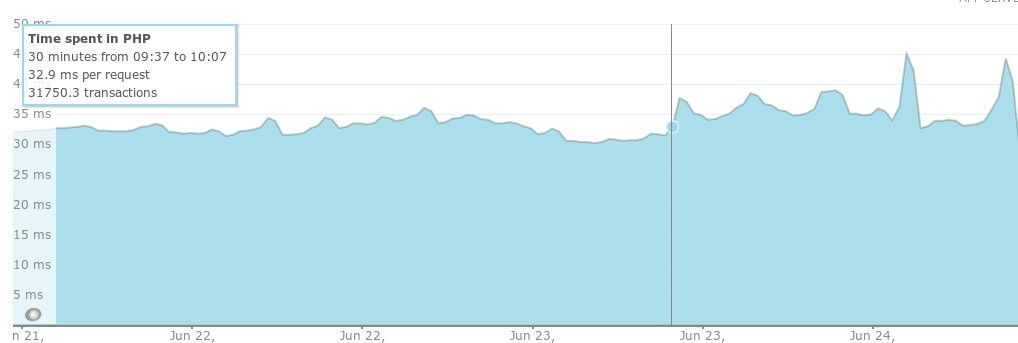 50 ms
Time spent in PHP
30 minutes from 09:37 to 10:07
32.9 ms per request
31750.3 transactions
35 ms
30 ms
25 ms
20 ms
15 ms
10 ms
5 ms
n 21, Jun 22, Jun 22, Jun 23, Jun 23, Jun 24,